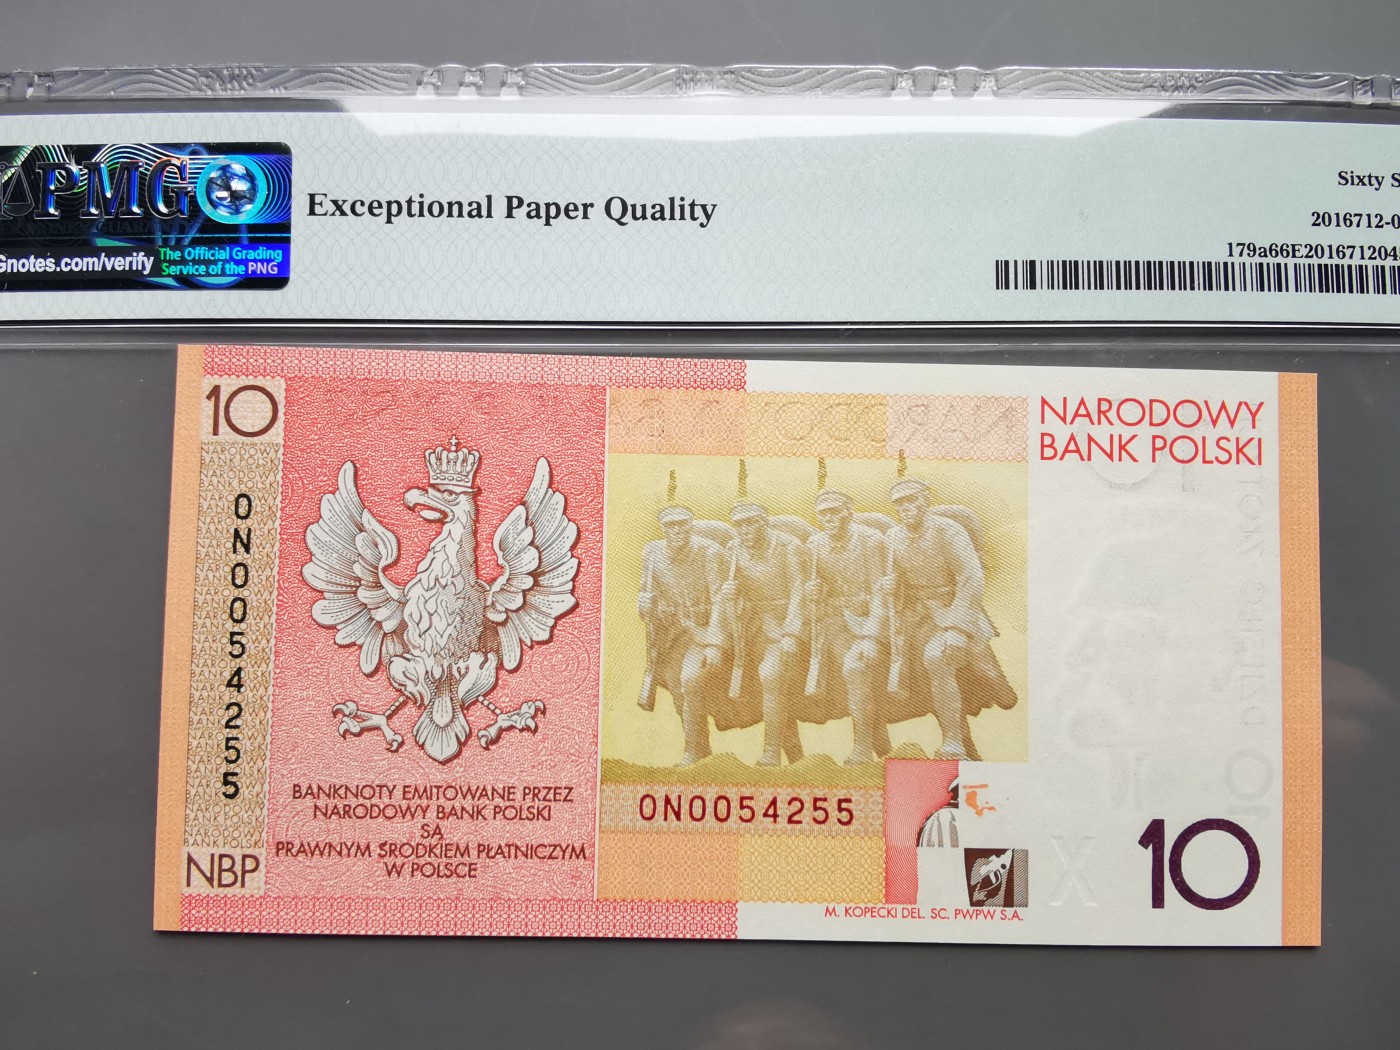 PMG
Gnotes.com/verify
The Official Grading
Service of the PNG
Exceptional Paper Quality
Sixty S
2016712-0
179a66E201671204
10
NARODOWY
BANK POLSKI
0N0054255
BANKNOTY EMITOWANE PRZEZ
NARODOWY BANK POLSKI
SĄ
PRAWNYM ŚRODKIEM PŁATNICZYM
W POLSCE
NBP
0N0054255
M. KOPECKI DEL. SC. PWPW S.A.
X
10